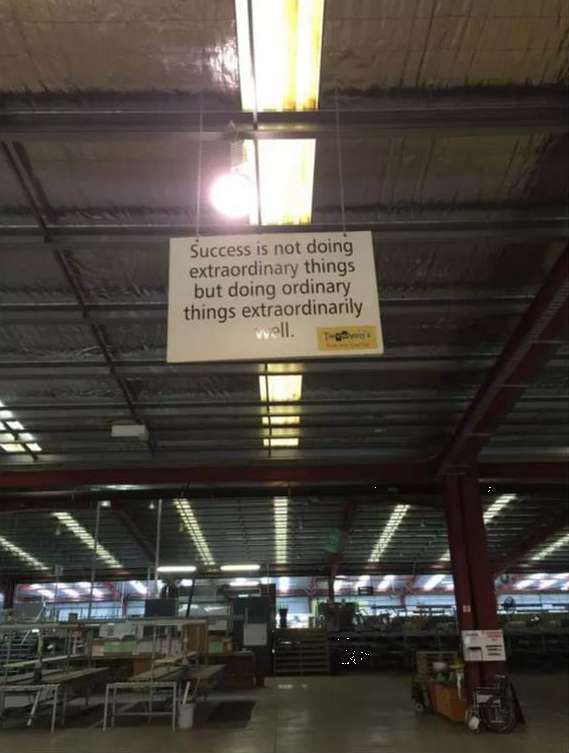 Success is not doing
extraordinary things
but doing ordinary
things extraordinarily
well.